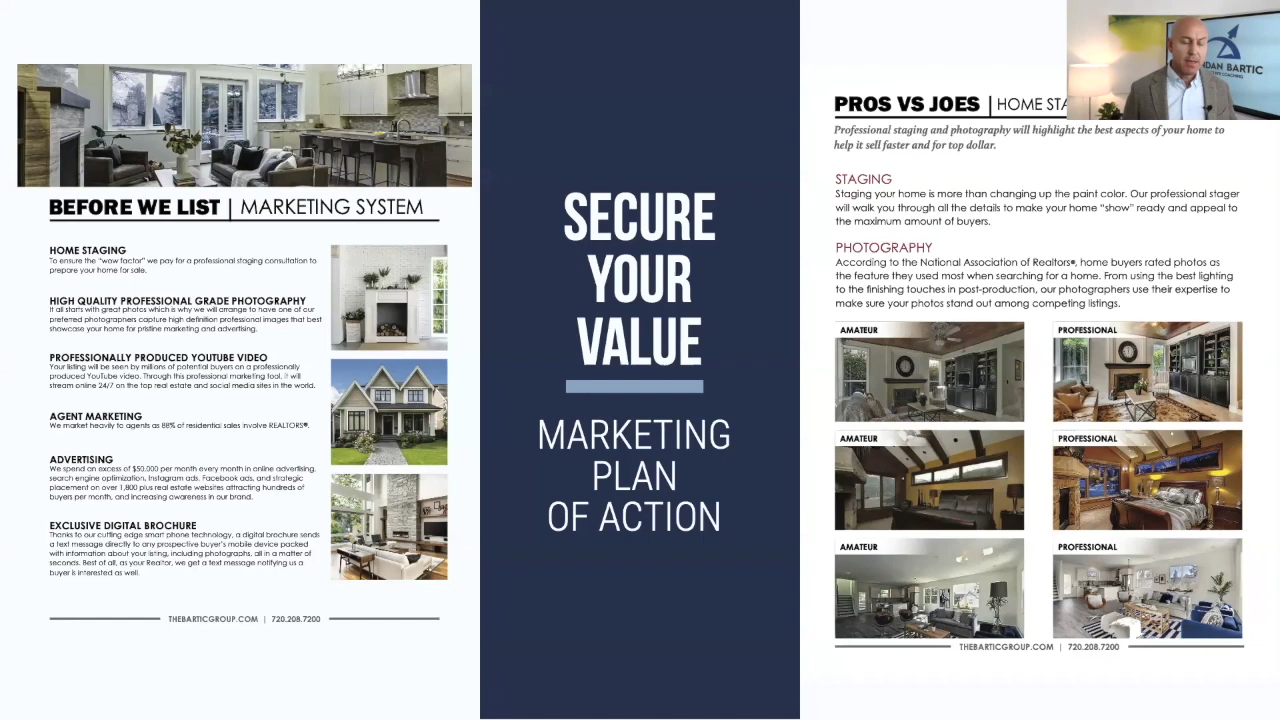 BEFORE WE LIST | MARKETING SYSTEM
HOME STAGING
To ensure the "wow factor" we pay for a professional staging consultation to
prepare your home for sale.
HIGH QUALITY PROFESSIONAL GRADE PHOTOGRAPHY
It all starts with great photos which is why we will arrange to have one of our
preferred photographers capture high definition professional images that best
showcase your home for pristine marketing and advertising.
PROFESSIONALLY PRODUCED YOUTUBE VIDEO
Your listing will be seen by millions of potential buyers on a professionally
produced YouTube video. Through this professional marketing tool, it will
stream online 24/7 on the top real estate and social media sites in the world.
AGENT MARKETING
We market heavily to agents as 88% of residential sales involve REALTORS®.
ADVERTISING
We spend an excess of $50,000 per month every month in online advertising,
search engine optimization, Instagram ads, Facebook ads, and strategic
placement on over 1,800 plus real estate websites attracting hundreds of
buyers per month, and increasing awareness in our brand.
EXCLUSIVE DIGITAL BROCHURE
Thanks to our cutting edge smart phone technology, a digital brochure sends
a text message directly to any prospective buyer's mobile device packed
with information about your listing, including photographs, all in a matter of
seconds. Best of all, as your Realtor, we get a text message notifying us a
buyer is interested as well.
THEBARTICGROUP.COM | 720.208.7200
SECURE
YOUR
VALUE
MARKETING
PLAN
OF ACTION
PROS VS JOES | HOME STA
Professional staging and photography will highlight the best aspects of your home to
help it sell faster and for top dollar.
STAGING
Staging your home is more than changing up the paint color. Our professional stager
will walk you through all the details to make your home “show” ready and appeal to
the maximum amount of buyers.
PHOTOGRAPHY
According to the National Association of Realtors®, home buyers rated photos as
the feature they used most when searching for a home. From using the best lighting
to the finishing touches in post-production, our photographers use their expertise to
make sure your photos stand out among competing listings.
AMATEUR
PROFESSIONAL
AMATEUR
PROFESSIONAL
AMATEUR
PROFESSIONAL
THEBARTICGROUP.COM | 720.208.7200
NDAN BARTIC